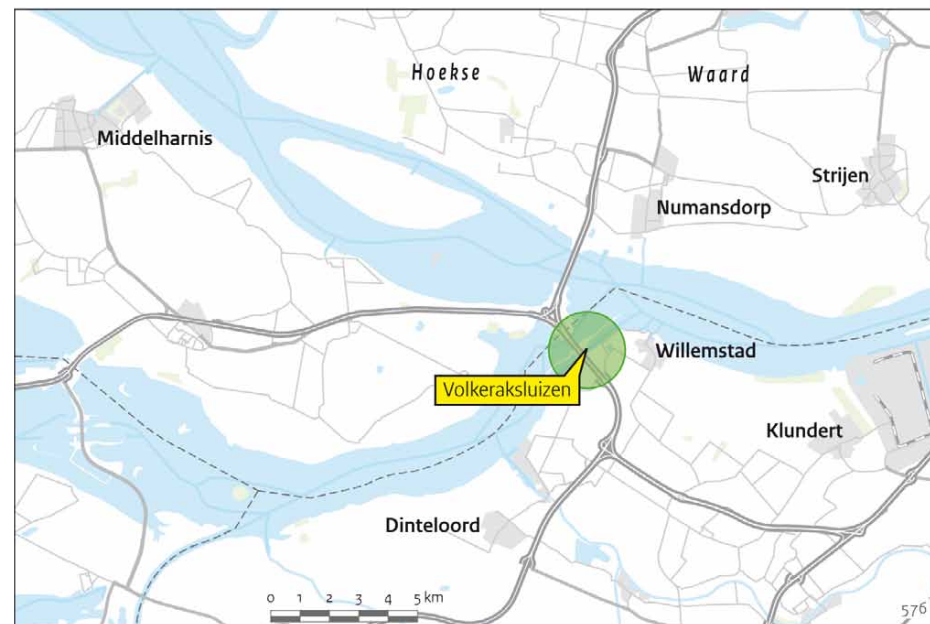 Hoekse Waard
Middelharnis
Strijen
Numansdorp
Willemstad
Volkeraksluizen
Klundert
Dinteloord
0 1 2 3 4 5 km
576